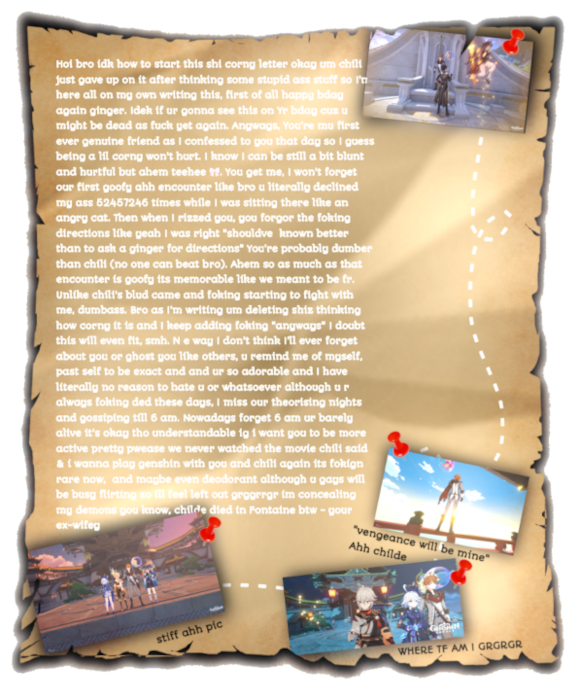 Hoi bro idk how to start this shi corny letter okay um chili
just gave up on it after thinking some stupid ass stuff so I'm
here all on my own writing this, first of all happy bday
again ginger. Idek if ur gonna see this on Yr bday cus u
might be dead as fuck yet again. Angways, You're mu first
ever genuine friend as I confessed to you that day so I guess
being a lil corny won't hurt. I know I can be still a bit blunt
and hurtful but ahem teehee. You get me, I won't forget
our first goofy ahh encounter like bro u literally declined
my ass 52457246 times while I was sitting there like an
angry cat. Then when I rizzed you, you forgor the foking
directions like yeah I was right "shouldve known better
than to ask a ginger for directions" You're probably dumber
than chili (no one can beat bro). Ahem so as much as that
encounter is goofy its memorable like we meant to be fr.
Unlike chili's blud came and foking starting to fight with
me, dumbass. Bro as I'm writing um deleting shis thinking
how corny it is and I keep adding foking "anyways" I doubt
this will even fit, smh. N e way I don't think I'll ever forget
about you or ghost you like others, u remind me of myself,
past self to be exact and and ur so adorable and I have
literally no reason to hate u or whatsoever although u r
always foking ded these days, I miss our theorising nights
and gossiping till 6 am. Nowadays forget 6 am ur barely
alive it's okay tho understandable ig i want you to be more
active pretty pwease we never watched the movie chili said
& I wanna play genshin with you and chili again its fokign
rare now, and maybe even deodorant although u gays will
be busy flirting so ill feel left out grggrrgr im concealing
my demons you know, childe died in Fontaine btw - your
ex-wifey
"vengeance will be mine"
Ahh childe
stiff ahh pic
Genshin
WHERE TF AM I GRGRGR